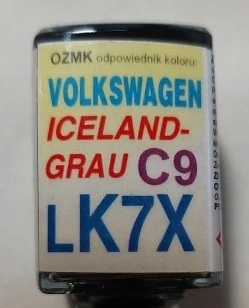 OZMK odpowiednik koloru:
VOLKSWAGEN
ICELAND-
GRAU C9
LK7X